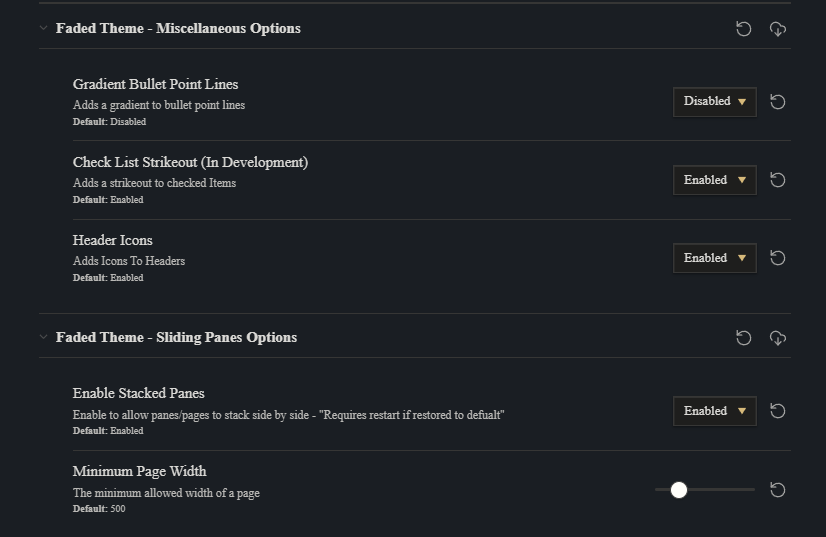 Faded Theme - Miscellaneous Options
Gradient Bullet Point Lines
Adds a gradient to bullet point lines
Default: Disabled
Disabled
Check List Strikeout (In Development)
Adds a strikeout to checked Items
Default: Enabled
Enabled
Header Icons
Adds Icons To Headers
Default: Enabled
Enabled
Faded Theme - Sliding Panes Options
Enable Stacked Panes
Enable to allow panes/pages to stack side by side - "Requires restart if restored to defualt"
Default: Enabled
Enabled
Minimum Page Width
The minimum allowed width of a page
Default: 500